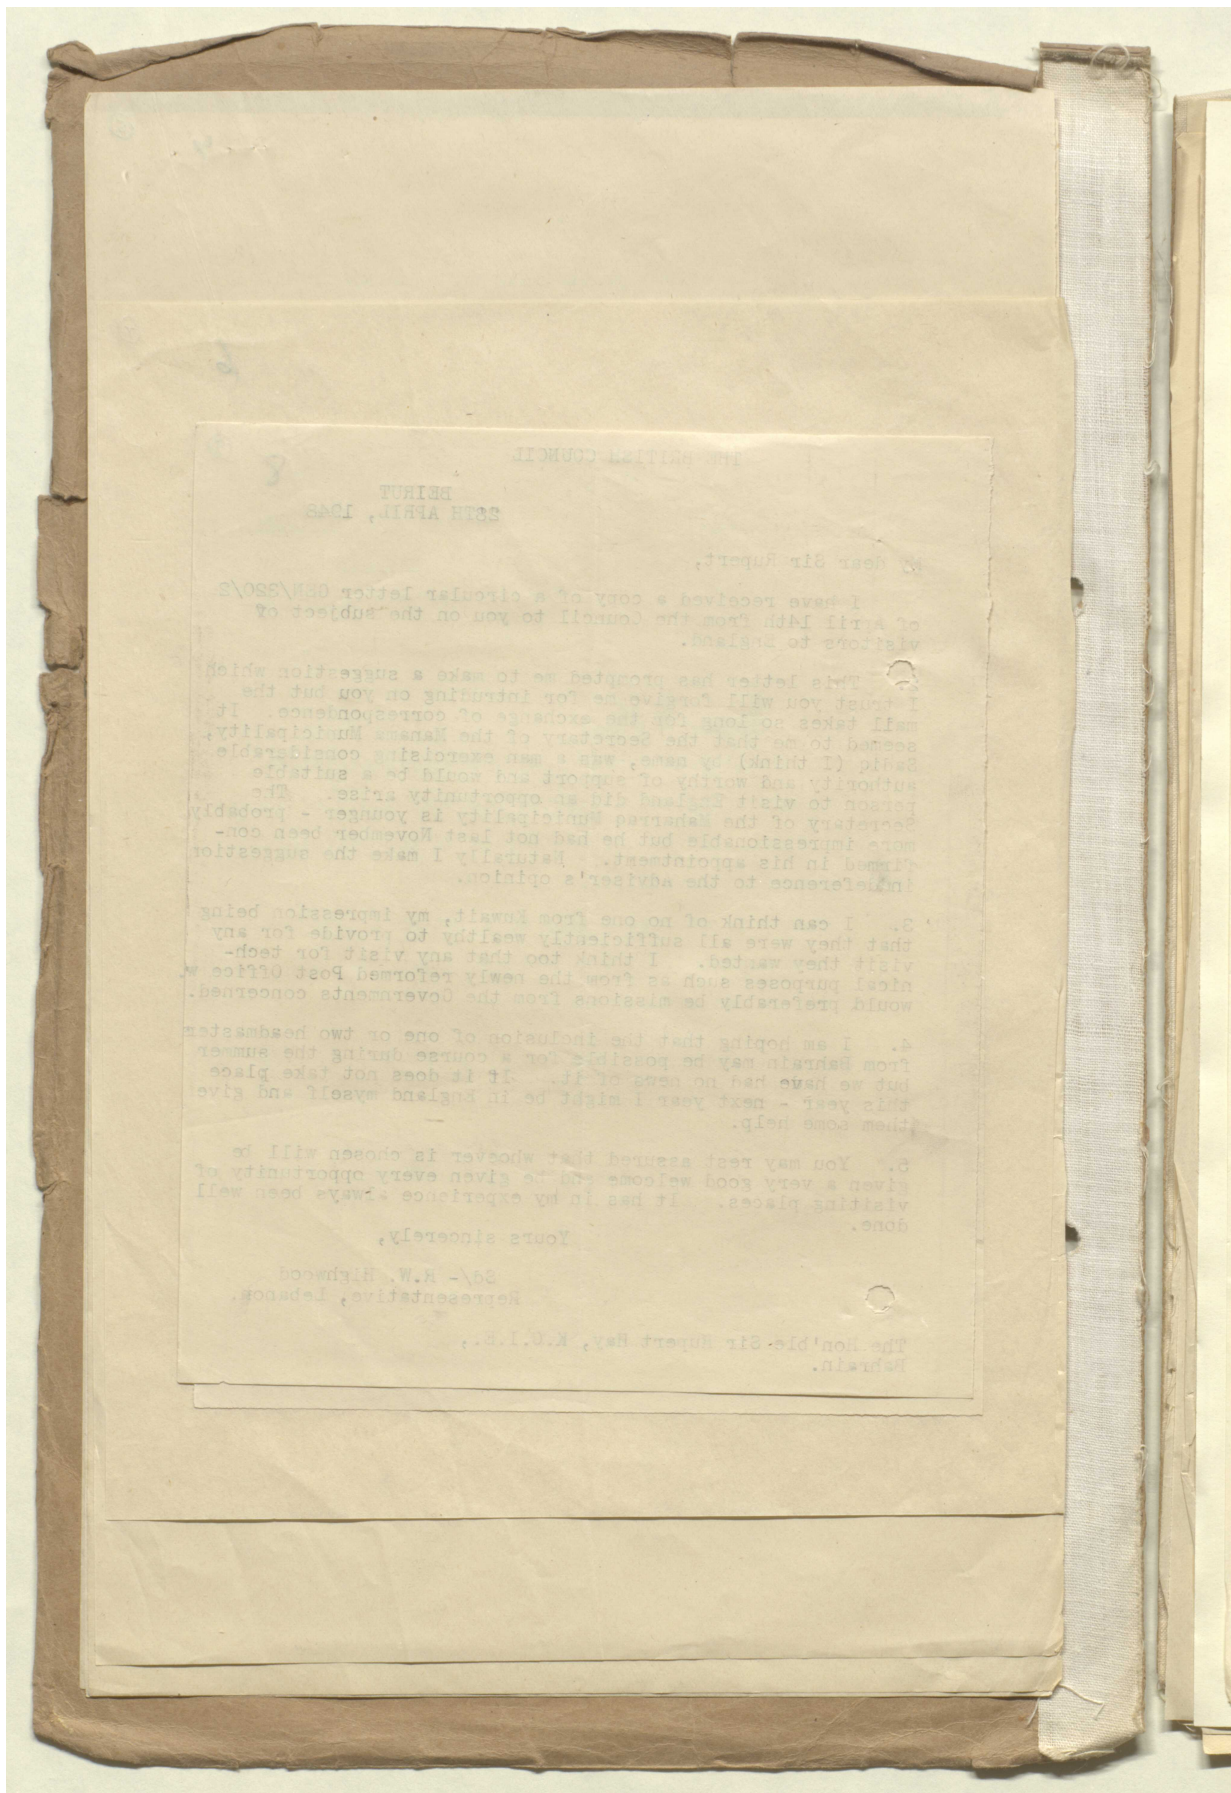 8
THE BRITISH COUNCIL
BEIRUT
28TH APRIL, 1948
My dear Sir Rupert,
I have received a copy of a circular letter GEN/320/2
of April 14th from the Council to you on the subject of
visitors to England.
This letter has prompted me to make a suggestion which
I trust you will forgive me for intruding on you but the
mail takes so long for the exchange of correspondence. It
seemed to me that the Secretary of the Manama Municipality,
Sadiq (I think) by name, was a man exercising considerable
authority and worthy of support and would be a suitable
person to visit England did an opportunity arise. The
Secretary of the Muharraq Municipality is younger - probably
more impressionable but he had not last November been con-
firmed in his appointment. Naturally I make the suggestion
in deference to the Adviser's opinion.
3. I can think of no one from Kuwait, my impression being
that they were all sufficiently wealthy to provide for any
visit they wanted. I think too that any visit for tech-
nical purposes such as from the newly reformed Post Office
would preferably be missions from the Governments concerned.
4. I am hoping that the inclusion of one or two headmasters
from Bahrain may be possible for a course during the summer
but we have had no news of it. If it does not take place
this year - next year I might be in England myself and give
them some help.
5. You may rest assured that whoever is chosen will be
given a very good welcome and be given every opportunity of
visiting places. It has in my experience always been well
done.
Yours sincerely,
Sd/- R.W. Highwood
Representative, Lebanon.
The Hon'ble Sir Rupert Hay, K.C.I.E.,
Bahrain.